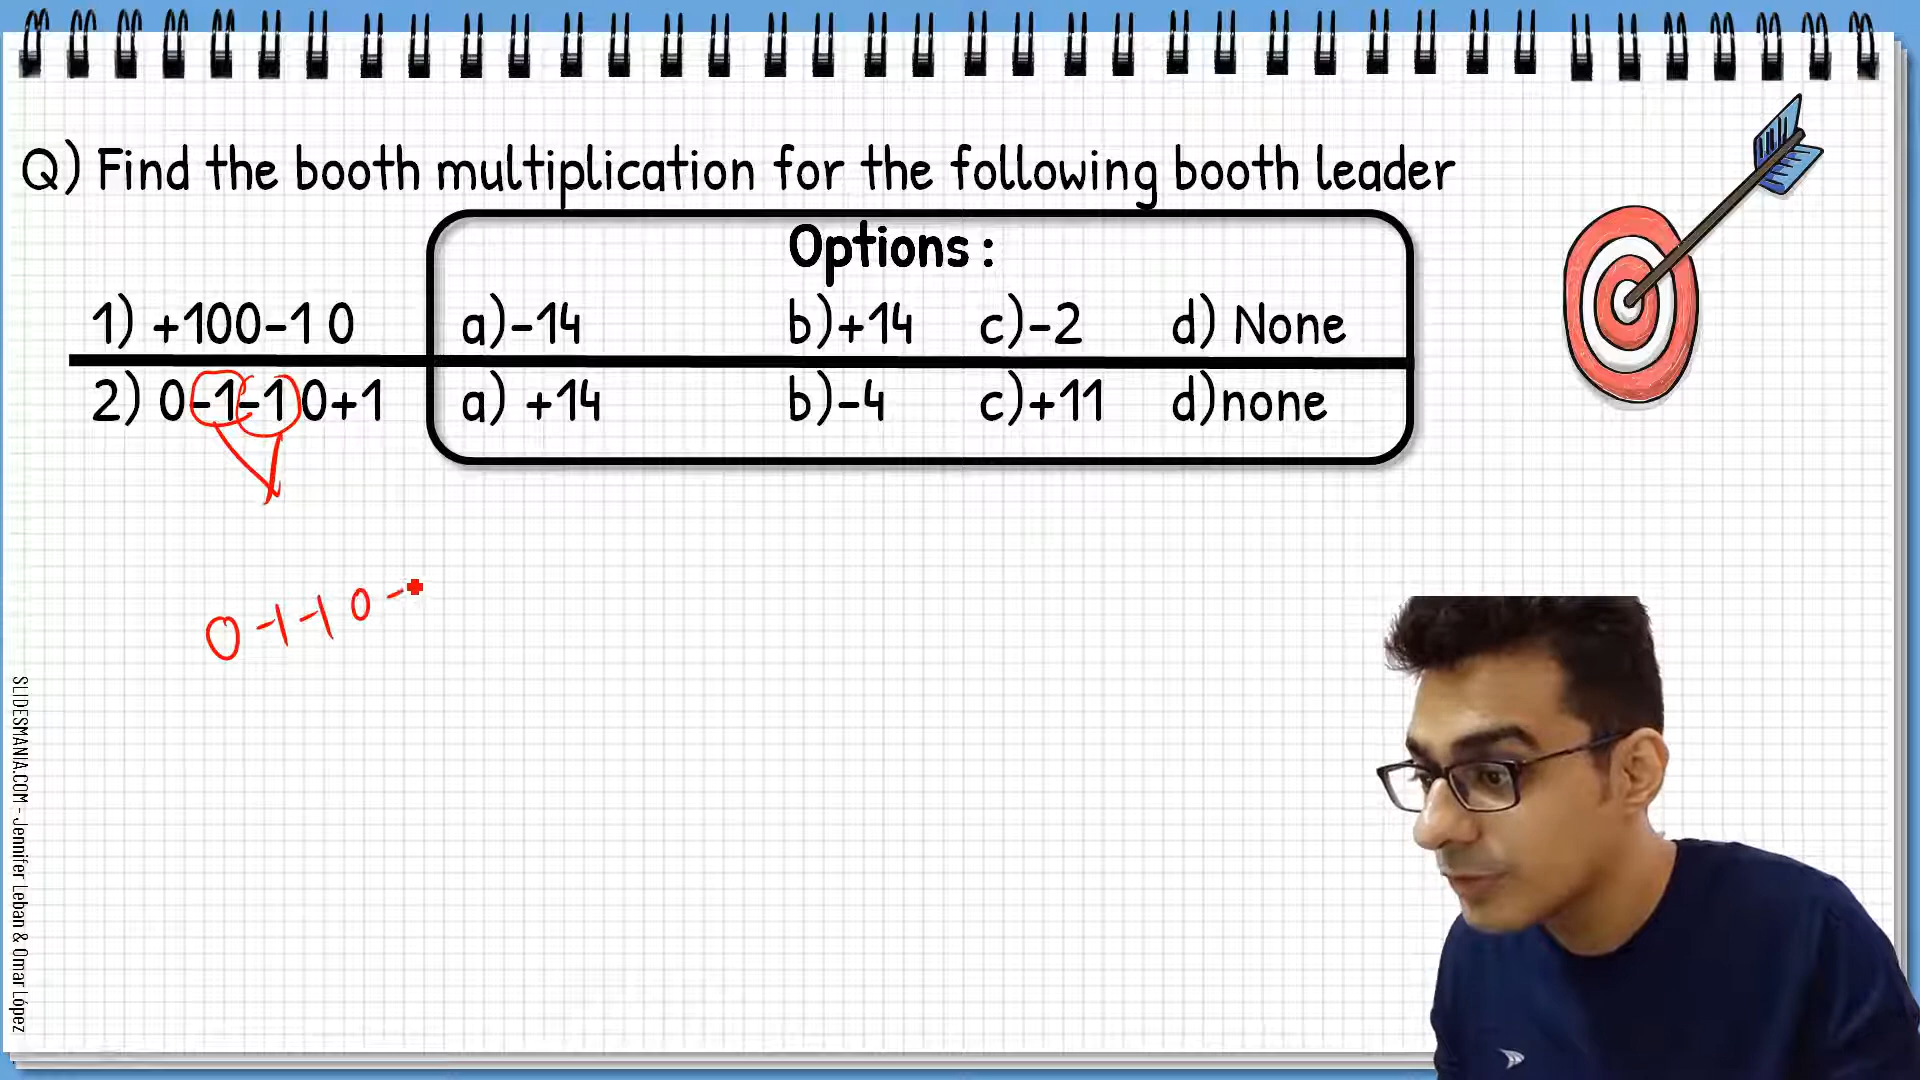 Q) Find the booth multiplication for the following booth leader
Options :
1) +100-1 0 a)-14 b)+14 c)-2 d) None
2) 0-1-1 0+1 a) +14 b)-4 c)+11 d)none
0 -1 -1 0 -
SLIDESMANIA.COM - Jennifer Leban & Omar López